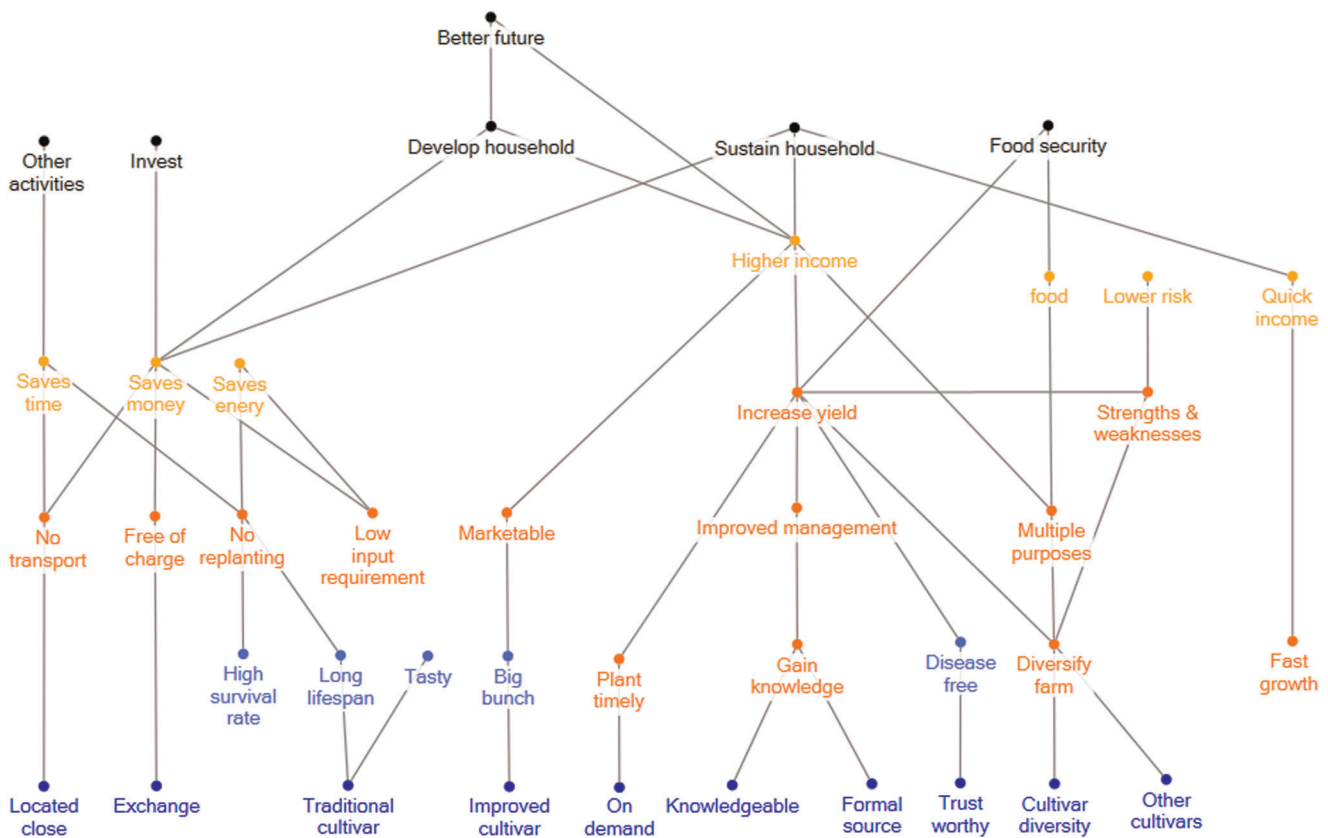 Better future
Develop household
Sustain household
Food security
Other
activities
Invest
Higher income
food
Lower risk
Quick
income
Saves
time
Saves
money
Saves
enery
Increase yield
Strengths &
weaknesses
No
transport
Free of
charge
No
replanting
Low
input
requirement
Marketable
Improved management
Multiple
purposes
High
survival
rate
Long
lifespan
Tasty
Big
bunch
Plant
timely
Gain
knowledge
Disease
free
Diversify
farm
Fast
growth
Located
close
Exchange
Traditional
cultivar
Improved
cultivar
On
demand
Knowledgeable
Formal
source
Trust
worthy
Cultivar
diversity
Other
cultivars